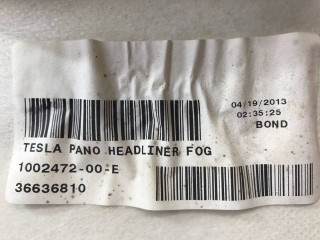 04/19/2013
02:35:25
BOND
TESLA PANO HEADLINER FOG
1002472-00-E
36636810